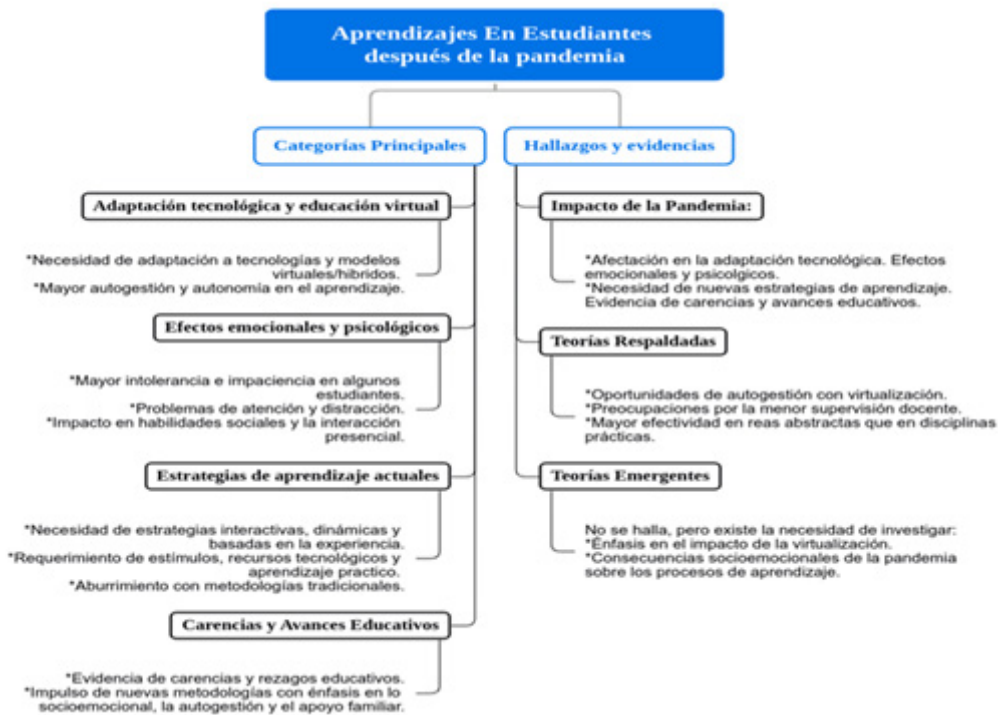 Aprendizajes En Estudiantes
después de la pandemia
Categorías Principales
Adaptación tecnológica y educación virtual
*Necesidad de adaptación a tecnologías y modelos
virtuales/hibridos.
*Mayor autogestión y autonomía en el aprendizaje.
Efectos emocionales y psicológicos
*Mayor intolerancia e impaciencia en algunos
estudiantes.
*Problemas de atención y distracción.
*Impacto en habilidades sociales y la interacción
presencial.
Estrategias de aprendizaje actuales
*Necesidad de estrategias interactivas, dinámicas y
basadas en la experiencia.
*Requerimiento de estímulos, recursos tecnológicos y
aprendizaje practico.
*Aburrimiento con metodologías tradicionales.
Carencias y Avances Educativos
*Evidencia de carencias y rezagos educativos.
*Impulso de nuevas metodologías con énfasis en lo
socioemocional, la autogestión y el apoyo familiar.
Hallazgos y evidencias
Impacto de la Pandemia:
*Afectación en la adaptación tecnológica. Efectos
emocionales y psicolgicos.
*Necesidad de nuevas estrategias de aprendizaje.
Evidencia de carencias y avances educativos.
Teorías Respaldadas
*Oportunidades de autogestión con virtualización.
*Preocupaciones por la menor supervisión docente.
*Mayor efectividad en reas abstractas que en disciplinas
prácticas.
Teorías Emergentes
No se halla, pero existe la necesidad de investigar:
*Énfasis en el impacto de la virtualización.
*Consecuencias socioemocionales de la pandemia
sobre los procesos de aprendizaje.